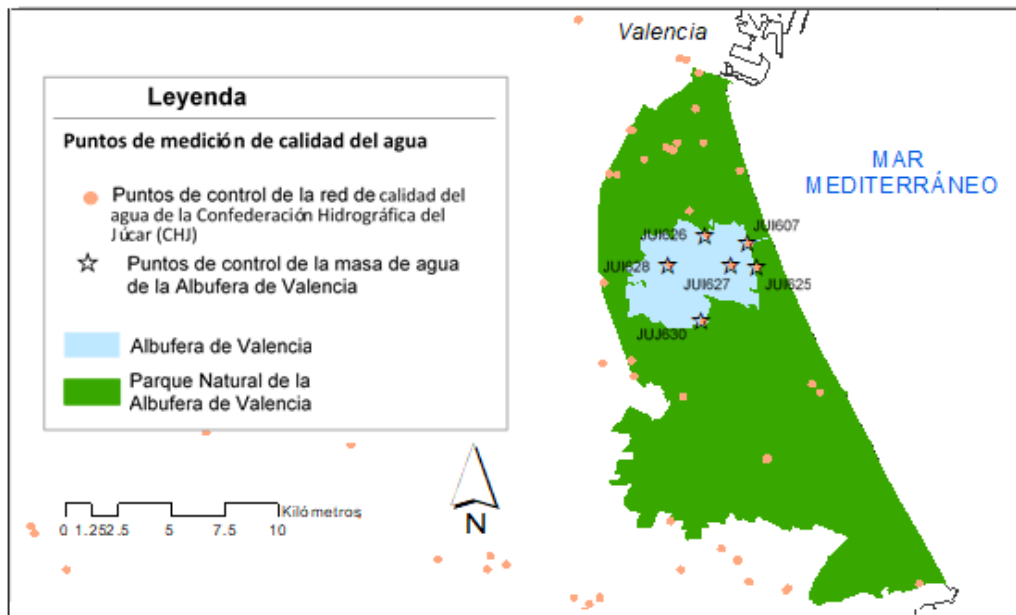 Valencia
Leyenda
Puntos de medición de calidad del agua
Puntos de control de la red de calidad del
agua de la Confederación Hidrográfica del
Júcar (CHJ)
Puntos de control de la masa de agua
de la Albufera de Valencia
Albufera de Valencia
Parque Natural de la
Albufera de Valencia
MAR
MEDITERRÁNEO
JUI626
JUI607
JUI628
JUI627
JUI625
JUJ630
Kilómetros
0 1.252.5 5 7.5 10
N